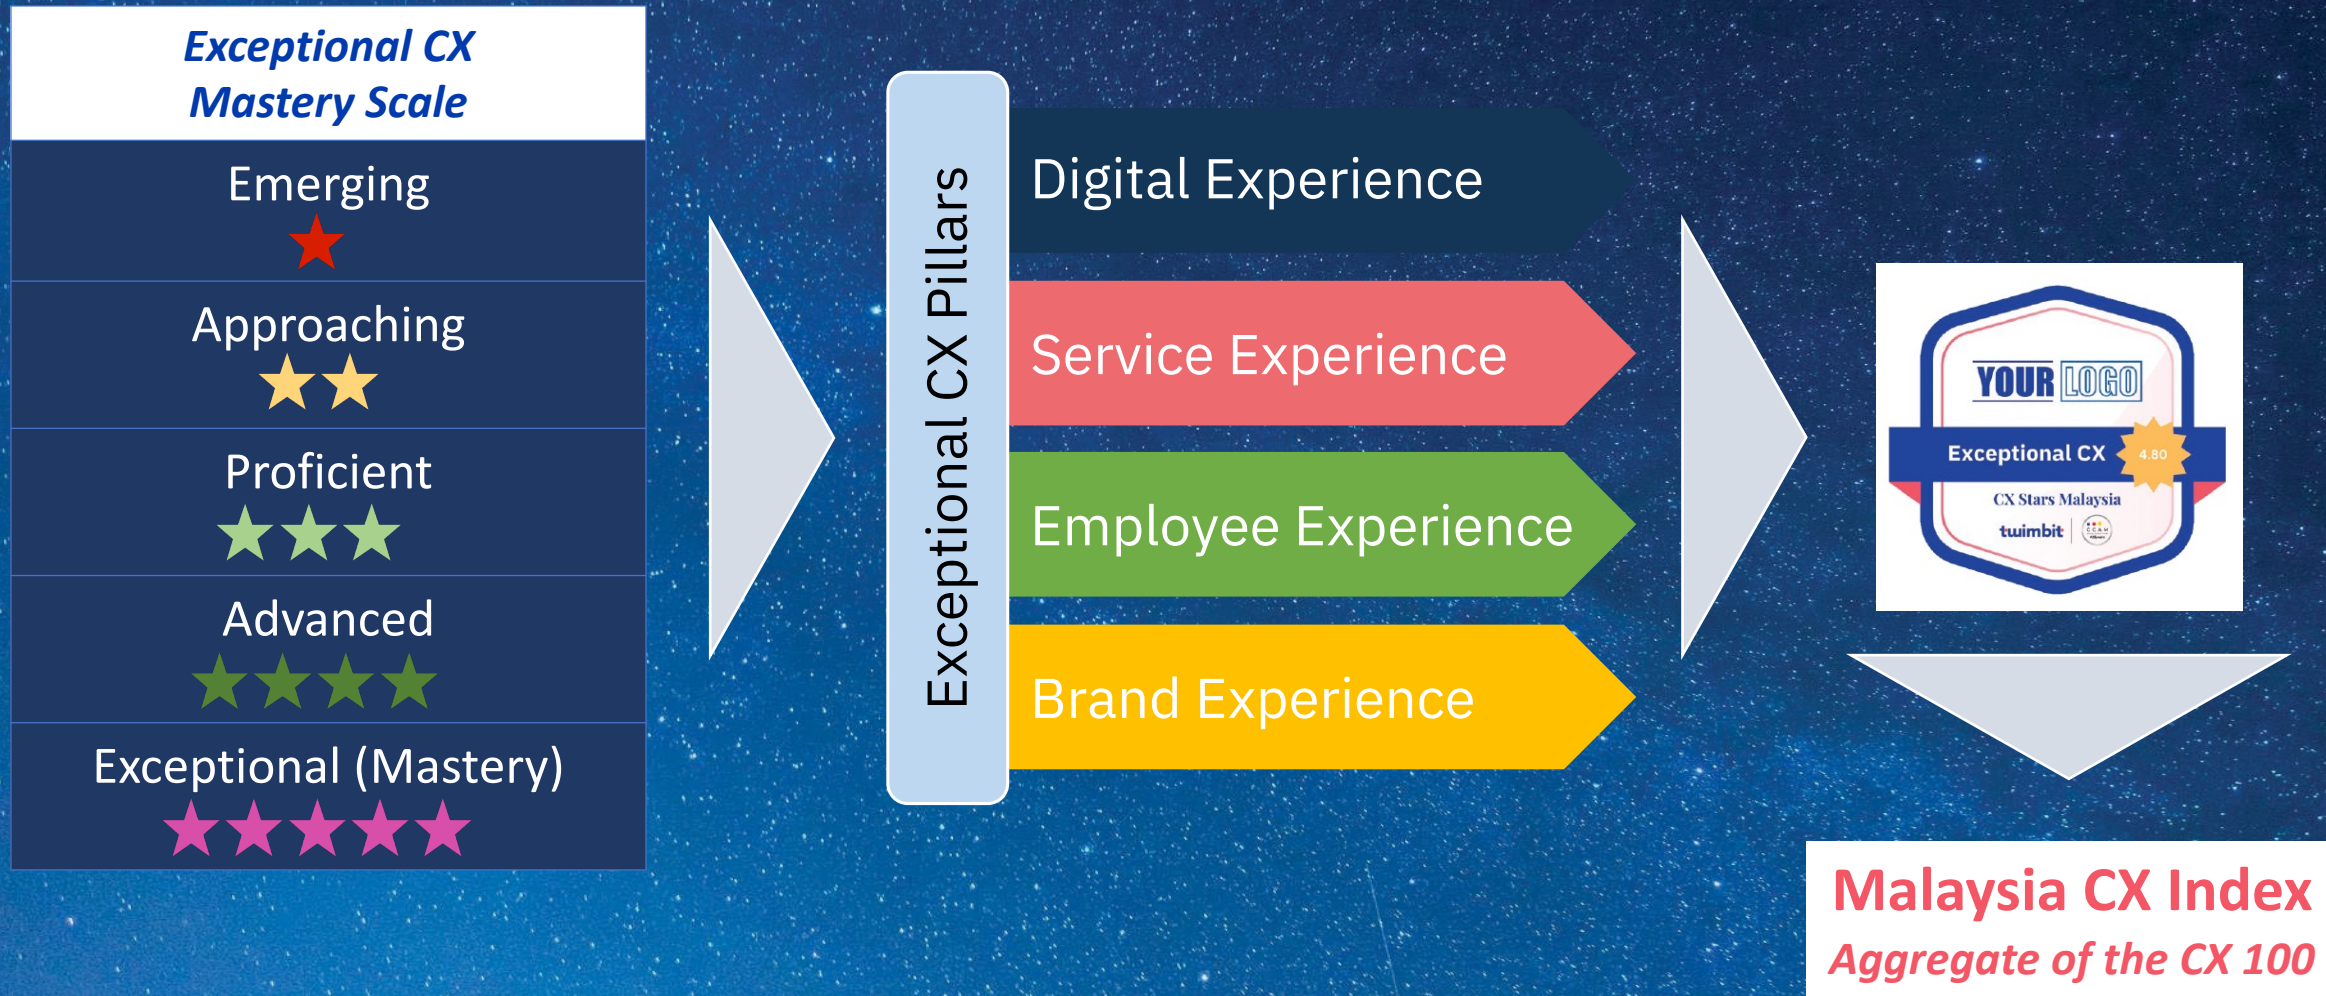 Exceptional CX
Mastery Scale
Emerging
Approaching
Proficient
Advanced
Exceptional (Mastery)
Exceptional CX Pillars
Digital Experience
Service Experience
Employee Experience
Brand Experience
YOUR LOGO
Exceptional CX
4.80
CX Stars Malaysia
twimbit
Malaysia CX Index
Aggregate of the CX 100